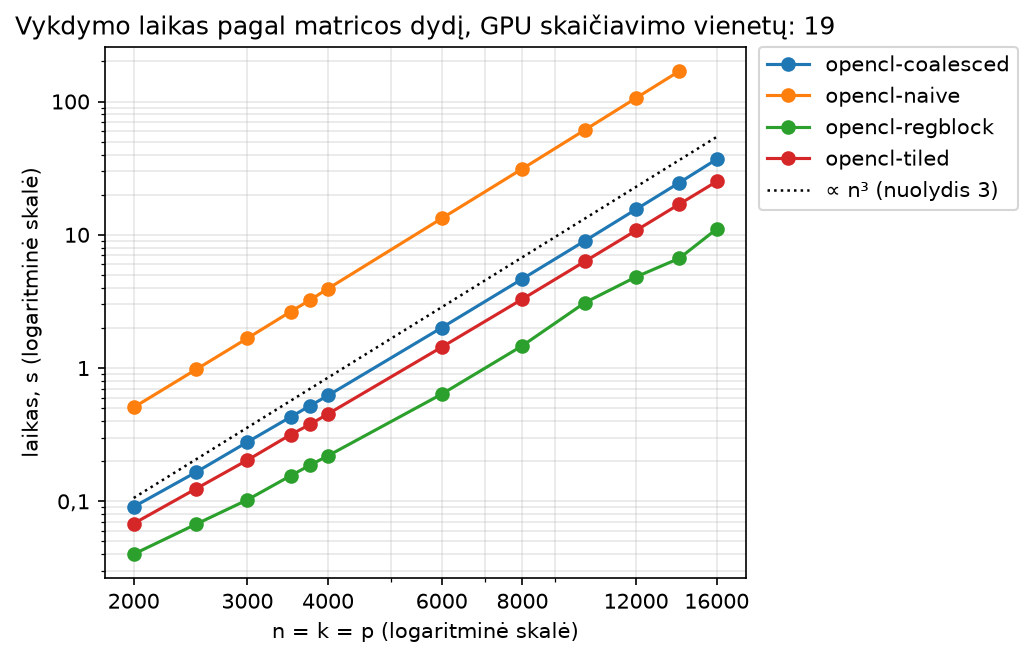 Vykdymo laikas pagal matricos dydį, GPU skaičiavimo vienetų: 19
opencl-coalesced
opencl-naive
opencl-regblock
opencl-tiled
∝ n³ (nuolydis 3)
laikas, s (logaritminė skalė)
100
10
1
0,1
2000 3000 4000 6000 8000 12000 16000
n = k = p (logaritminė skalė)